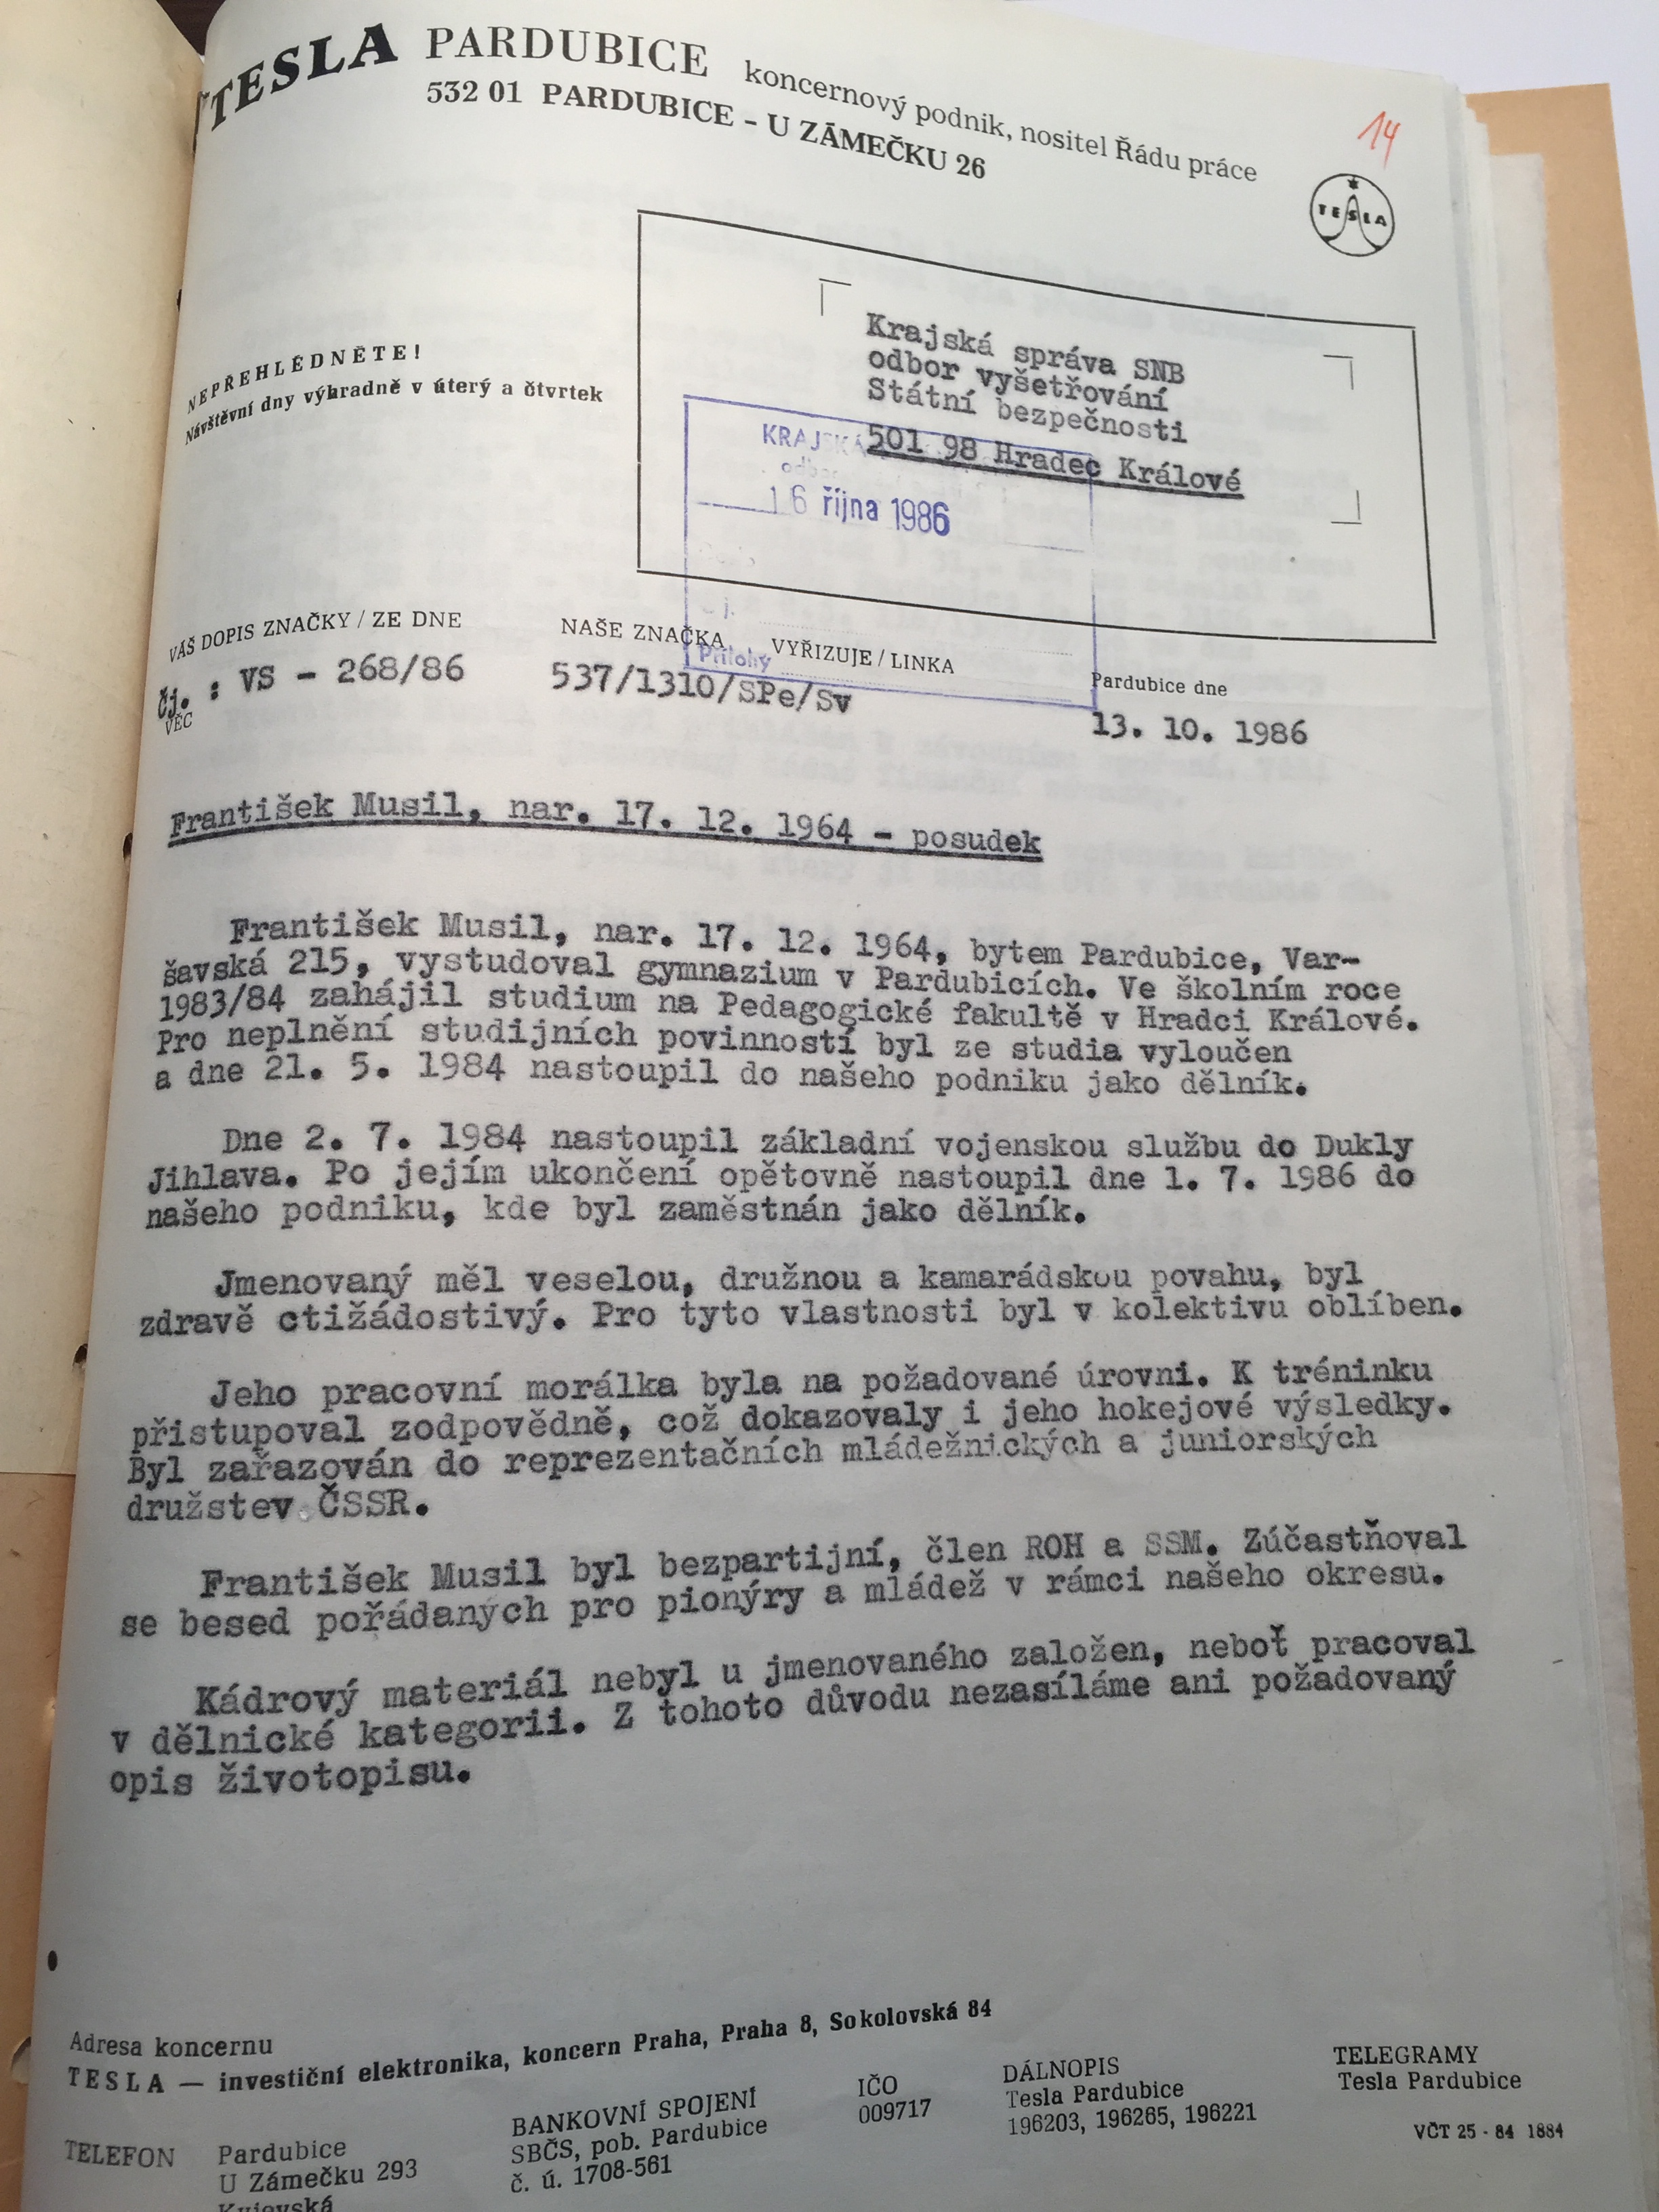 14
TESLA PARDUBICE koncernový podnik, nositel Řádu práce
532 01 PARDUBICE - U ZÁMEČKU 26
TESLA
NEPŘEHLÉDNĚTE!
Návštěvní dny výhradně v úterý a čtvrtek
Krajská správa SNB
odbor vyšetřování
Státní bezpečnosti
501 98 Hradec Králové
KRAJSKÁ
16 října 1986
Přílohy
VÁŠ DOPIS ZNAČKY / ZE DNE
NAŠE ZNAČKA
VYŘIZUJE / LINKA
Pardubice dne
čj. : VS - 268/86
537/1310/SPe/Sv
13. 10. 1986
VĚC
František Musil, nar. 17. 12. 1964 - posudek
František Musil, nar. 17. 12. 1964, bytem Pardubice, Var-
šavská 215, vystudoval gymnazium v Pardubicích. Ve školním roce
1983/84 zahájil studium na Pedagogické fakultě v Hradci Králové.
Pro neplnění studijních povinností byl ze studia vyloučen
a dne 21. 5. 1984 nastoupil do našeho podniku jako dělník.
Dne 2. 7. 1984 nastoupil základní vojenskou službu do Dukly
Jihlava. Po jejím ukončení opětovně nastoupil dne 1. 7. 1986 do
našeho podniku, kde byl zaměstnán jako dělník.
Jmenovaný měl veselou, družnou a kamarádskou povahu, byl
zdravě ctižádostivý. Pro tyto vlastnosti byl v kolektivu oblíben.
Jeho pracovní morálka byla na požadované úrovni. K tréninku
přistupoval zodpovědně, což dokazovaly i jeho hokejové výsledky.
Byl zařazován do reprezentačních mládežnických a juniorských
družstev ČSSR.
František Musil byl bezpartijní, člen ROH a SSM. Zúčastňoval
se besed pořádaných pro pionýry a mládež v rámci našeho okresu.
Kádrový materiál nebyl u jmenovaného založen, neboť pracoval
v dělnické kategorii. Z tohoto důvodu nezasíláme ani požadovaný
opis životopisu.
Adresa koncernu
TESLA — investiční elektronika, koncern Praha, Praha 8, Sokolovská 84
TELEFON
Pardubice
U Zámečku 293
Kyjevská
BANKOVNÍ SPOJENÍ
SBČS, pob. Pardubice
č. ú. 1708-561
IČO
009717
DÁLNOPIS
Tesla Pardubice
196203, 196265, 196221
TELEGRAMY
Tesla Pardubice
VČT 25 - 84 1884